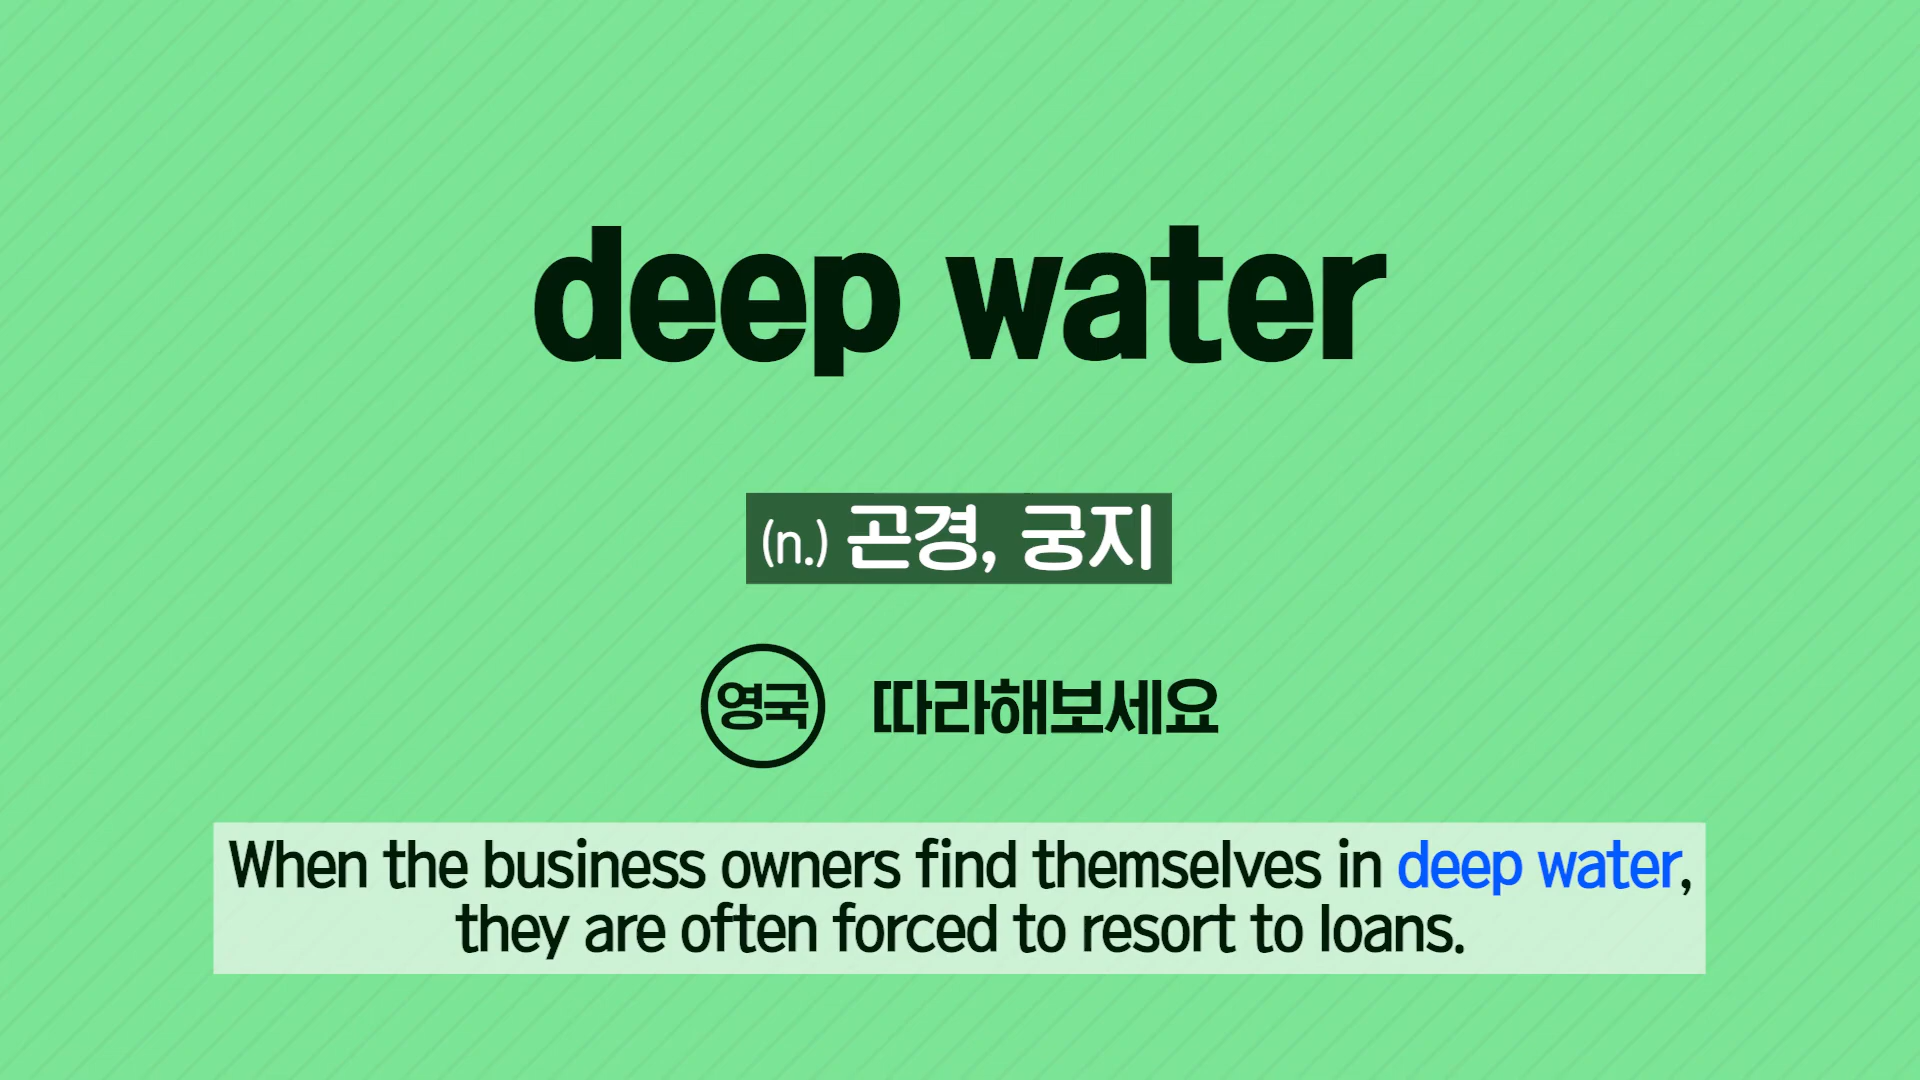 deep water
(n.) 곤경, 궁지
영국 따라해보세요
When the business owners find themselves in deep water,
they are often forced to resort to loans.